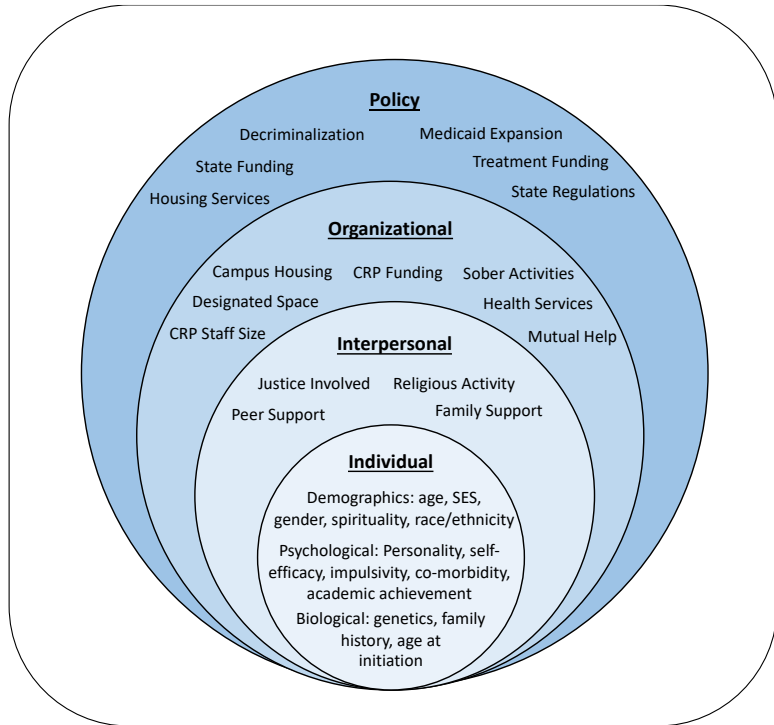 Policy
Decriminalization
Medicaid Expansion
State Funding
Treatment Funding
Housing Services
State Regulations
Organizational
Campus Housing
CRP Funding
Sober Activities
Designated Space
Health Services
CRP Staff Size
Mutual Help
Interpersonal
Justice Involved
Religious Activity
Peer Support
Family Support
Individual
Demographics: age, SES,
gender, spirituality, race/ethnicity
Psychological: Personality, self-
efficacy, impulsivity, co-morbidity,
academic achievement
Biological: genetics, family
history, age at
initiation